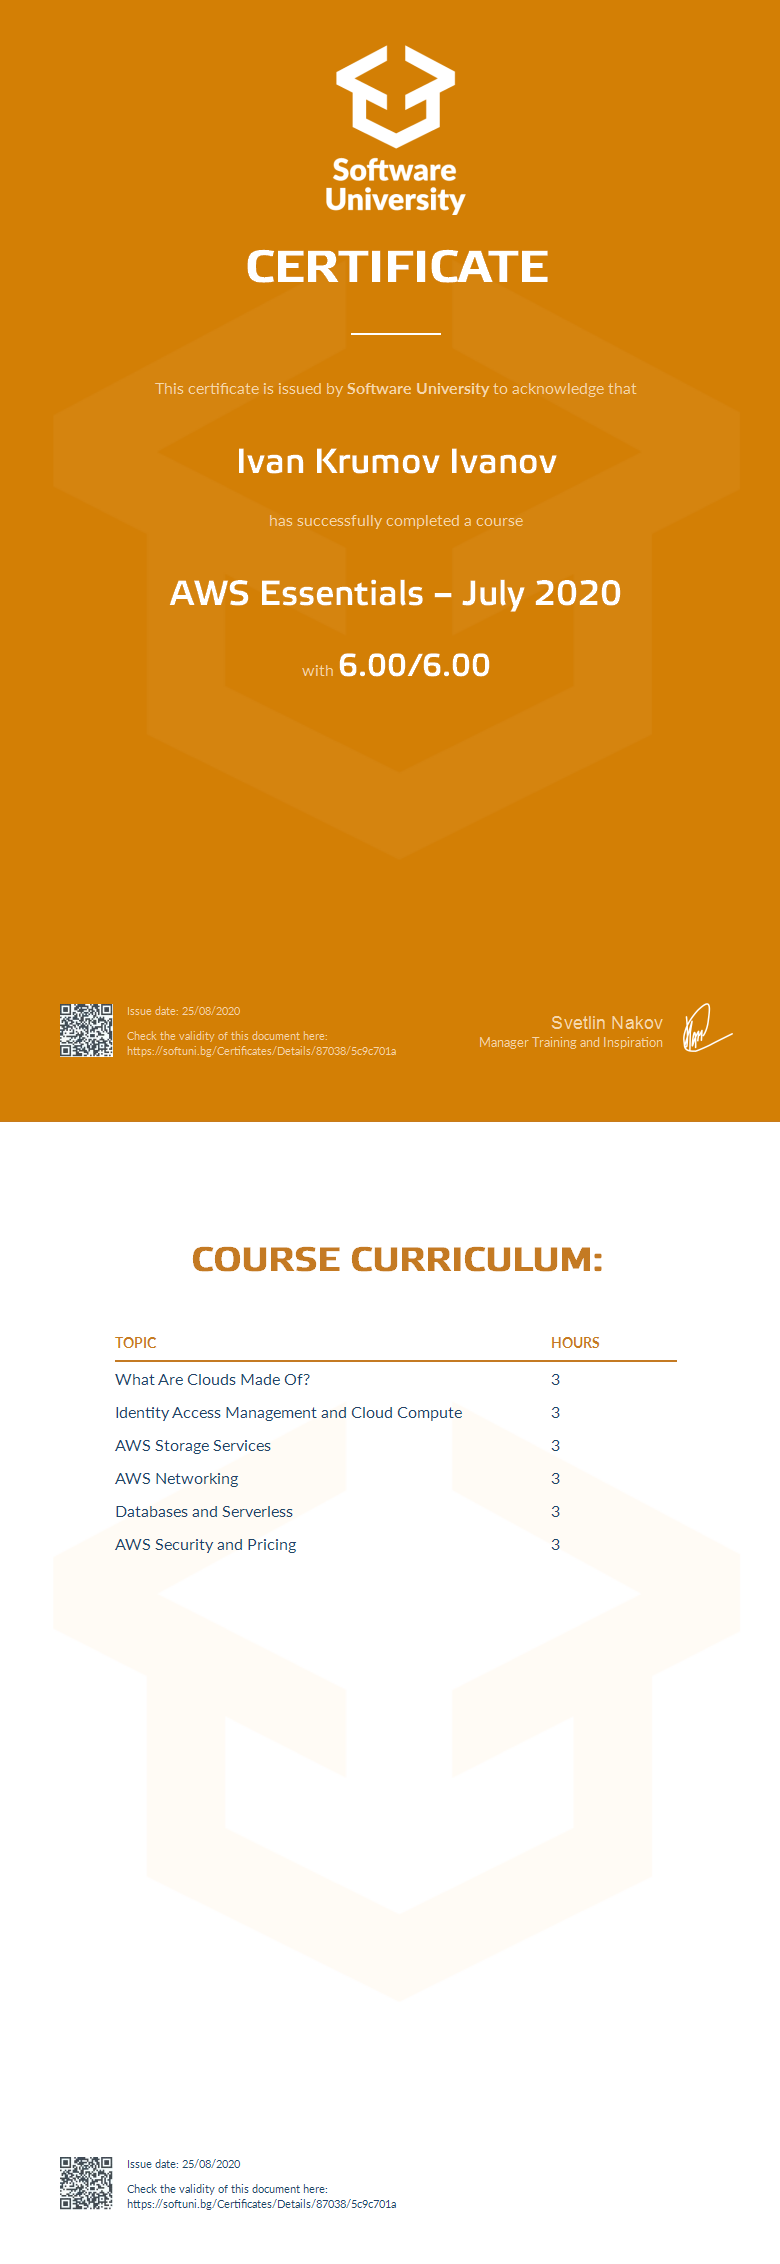 Software
University
CERTIFICATE
This certificate is issued by Software University to acknowledge that
Ivan Krumov Ivanov
has successfully completed a course
AWS Essentials – July 2020
with 6.00/6.00
Issue date: 25/08/2020
Check the validity of this document here:
https://softuni.bg/Certificates/Details/87038/5c9c701a
Svetlin Nakov
Manager Training and Inspiration
COURSE CURRICULUM:
TOPIC HOURS
What Are Clouds Made Of? 3
Identity Access Management and Cloud Compute 3
AWS Storage Services 3
AWS Networking 3
Databases and Serverless 3
AWS Security and Pricing 3
Issue date: 25/08/2020
Check the validity of this document here:
https://softuni.bg/Certificates/Details/87038/5c9c701a